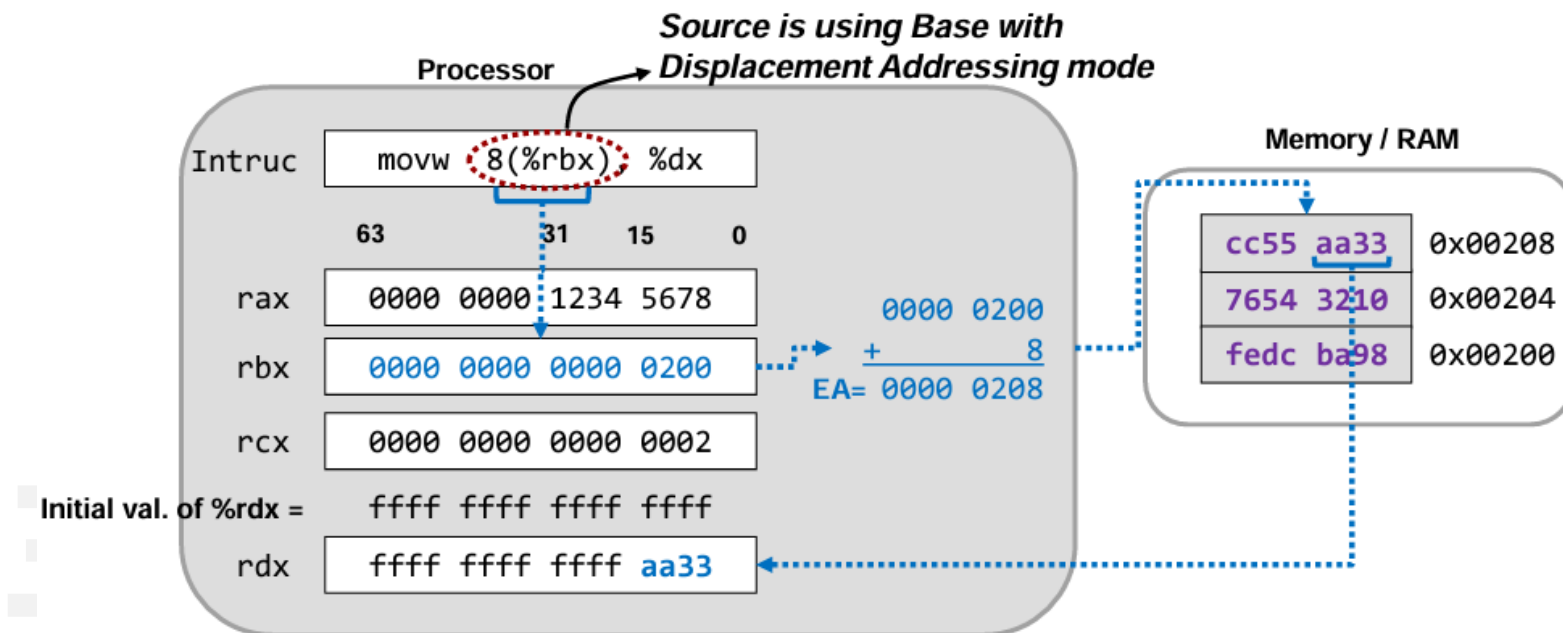 Source is using Base with
Displacement Addressing mode
Processor
Memory / RAM
Intruc movw 8(%rbx), %dx
63 31 15 0
cc55 aa33 0x00208
rax 0000 0000 1234 5678
0000 0200
7654 3210 0x00204
rbx 0000 0000 0000 0200
+ 8
fedc ba98 0x00200
EA= 0000 0208
rcx 0000 0000 0000 0002
Initial val. of %rdx = ffff ffff ffff ffff
rdx ffff ffff ffff aa33